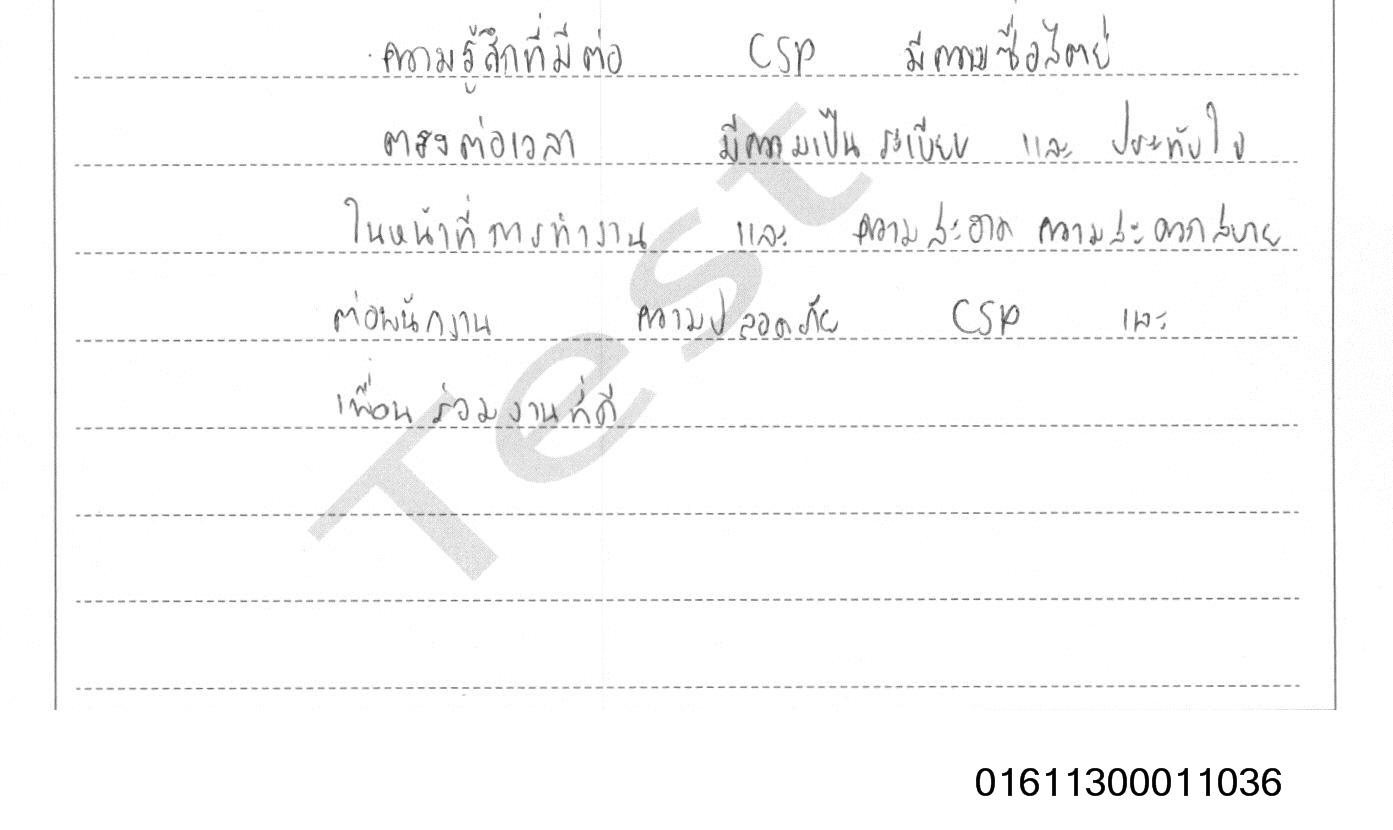 ความรู้สึกที่มีต่อ CSP มีความซื่อสัตย์
ตรงต่อเวลา มีความเป็นระเบียบ และ ประทับใจ
ในหน้าที่การทำงาน และ ความสะอาด ความสะดวกสบาย
ต่อพนักงาน ความปลอดภัย CSP และ
เพื่อนร่วมงานที่ดี
Test
01611300011036